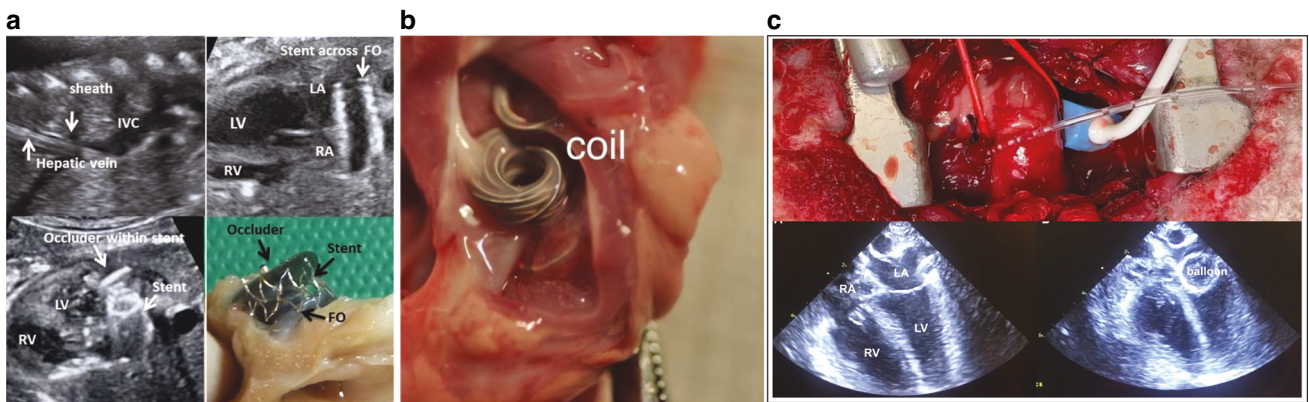 a
b
c
sheath
IVC
Hepatic vein
Stent across FO
LA
LV
RA
RV
Occluder within stent
LV
Stent
RV
Occluder
Stent
FO
coil
LA
RA
LV
RV
balloon